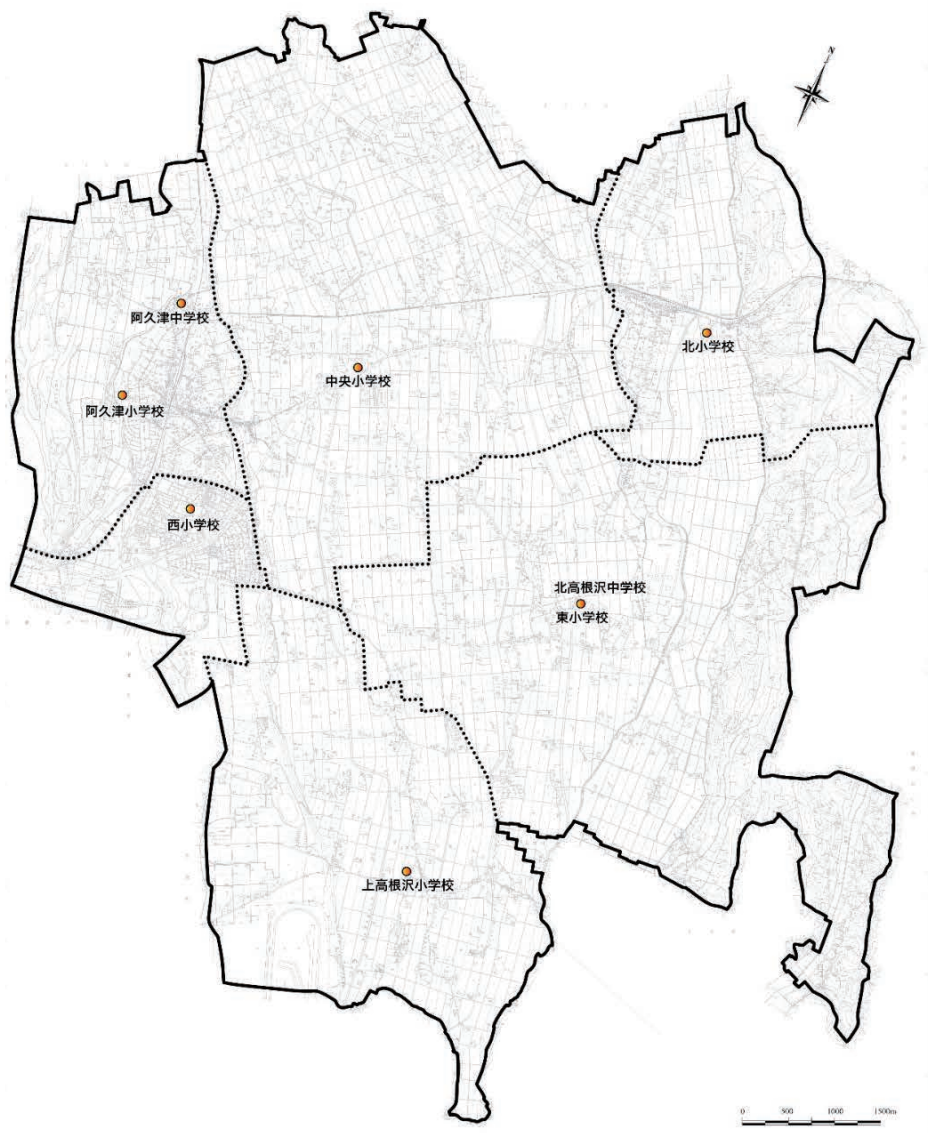 N
阿久津中学校
北小学校
中央小学校
阿久津小学校
西小学校
北高根沢中学校
東小学校
上高根沢小学校
0 500 1000 1500m